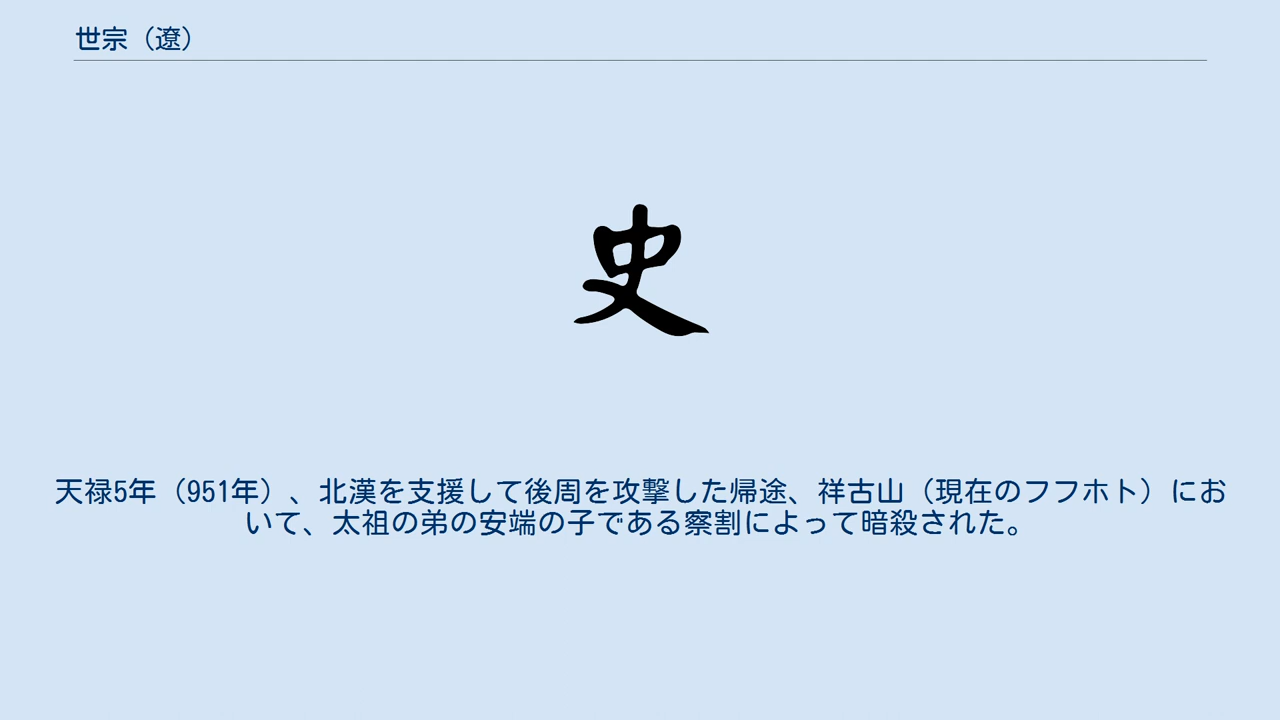 世宗（遼）
史
天禄5年（951年）、北漢を支援して後周を攻撃した帰途、祥古山（現在のフフホト）にお
いて、太祖の弟の安端の子である察割によって暗殺された。